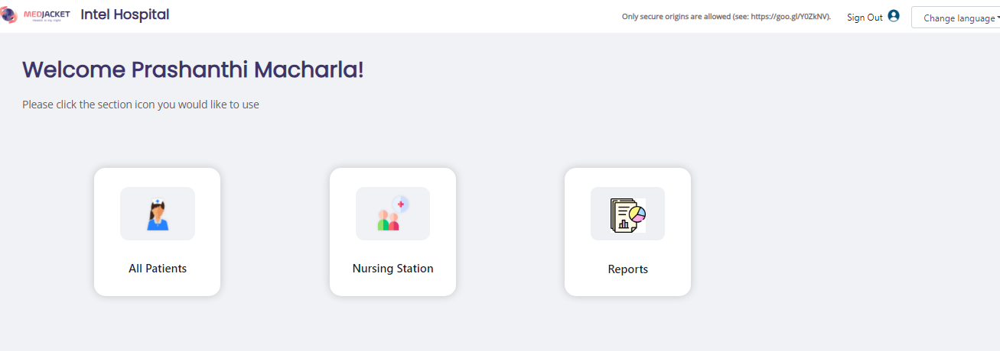 MEDJACKET
Intel Hospital
Only secure origins are allowed (see: https://goo.gl/Y0ZkNV).
Sign Out
Change language
Welcome Prashanthi Macharla!
Please click the section icon you would like to use
All Patients
Nursing Station
Reports